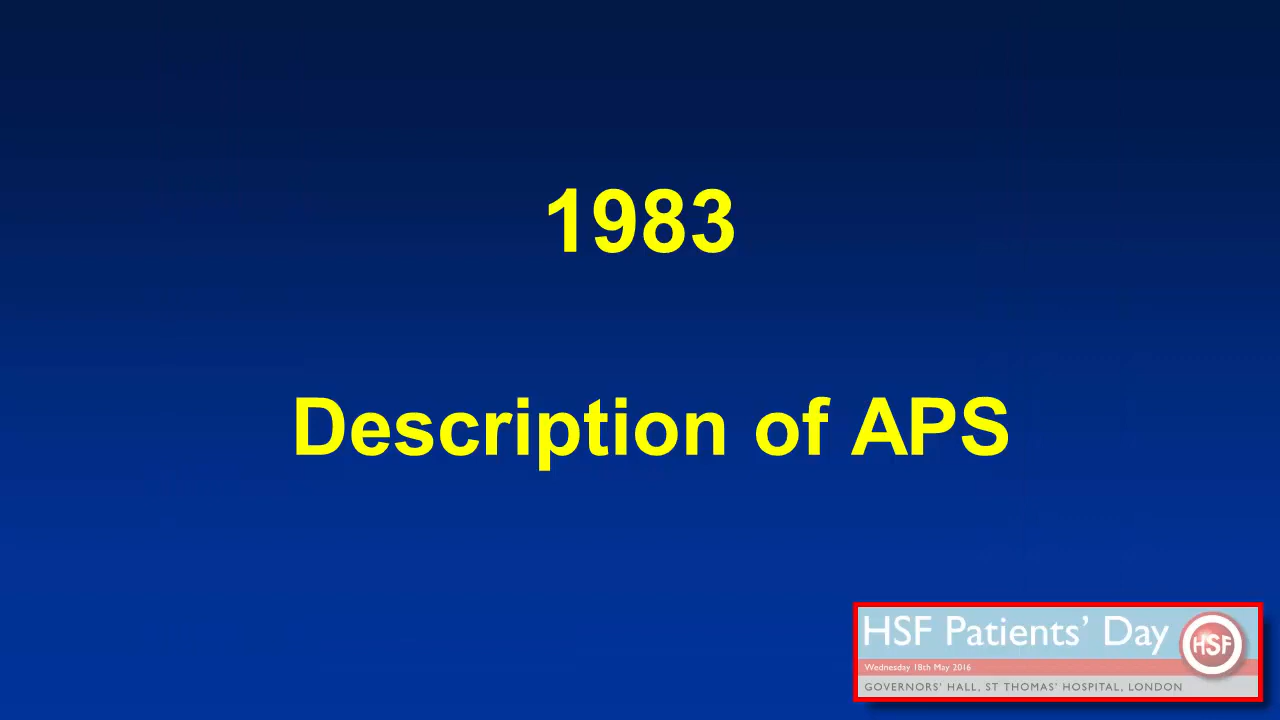 1983
Description of APS
HSF Patients’ Day
HSF
Wednesday 18th May 2016
GOVERNORS’ HALL, ST THOMAS’ HOSPITAL, LONDON